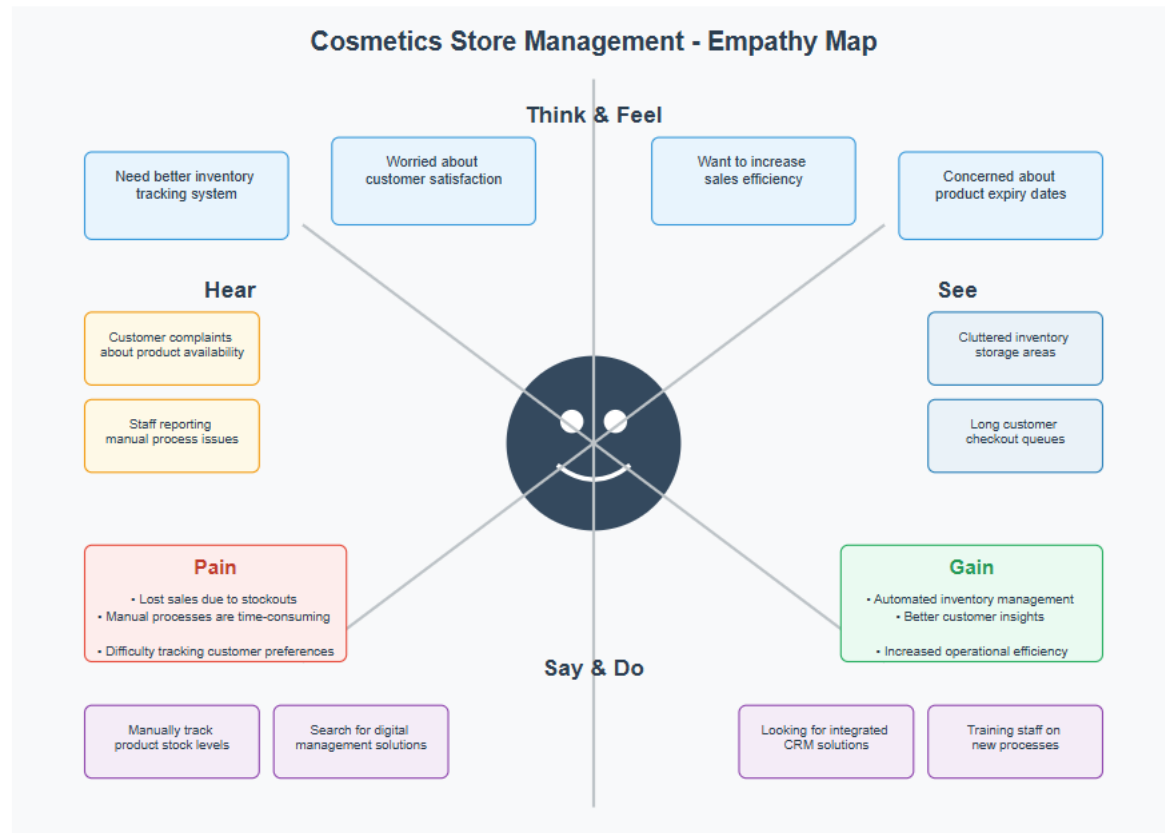 Cosmetics Store Management - Empathy Map
Think & Feel
Need better inventory
tracking system
Worried about
customer satisfaction
Want to increase
sales efficiency
Concerned about
product expiry dates
Hear
Customer complaints
about product availability
Staff reporting
manual process issues
See
Cluttered inventory
storage areas
Long customer
checkout queues
Pain
• Lost sales due to stockouts
• Manual processes are time-consuming
• Difficulty tracking customer preferences
Gain
• Automated inventory management
• Better customer insights
• Increased operational efficiency
Say & Do
Manually track
product stock levels
Search for digital
management solutions
Looking for integrated
CRM solutions
Training staff on
new processes